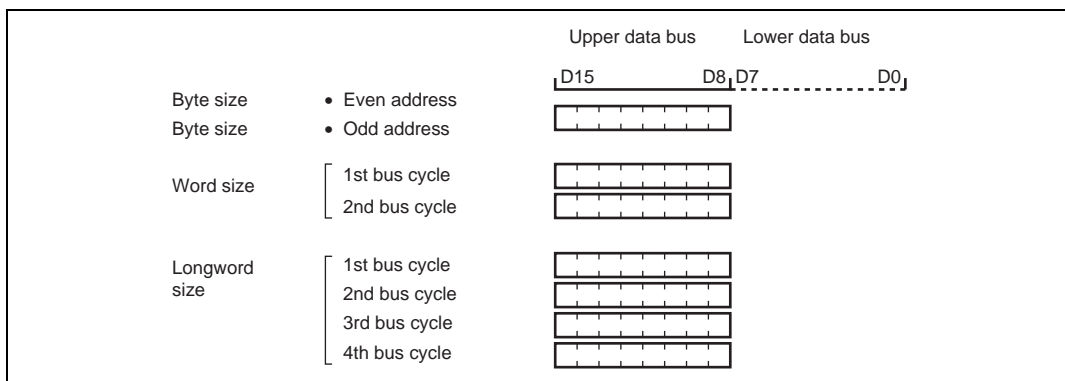 Upper data bus Lower data bus
D15 D8 D7 D0
Byte size • Even address
Byte size • Odd address
Word size 1st bus cycle
2nd bus cycle
Longword size 1st bus cycle
2nd bus cycle
3rd bus cycle
4th bus cycle